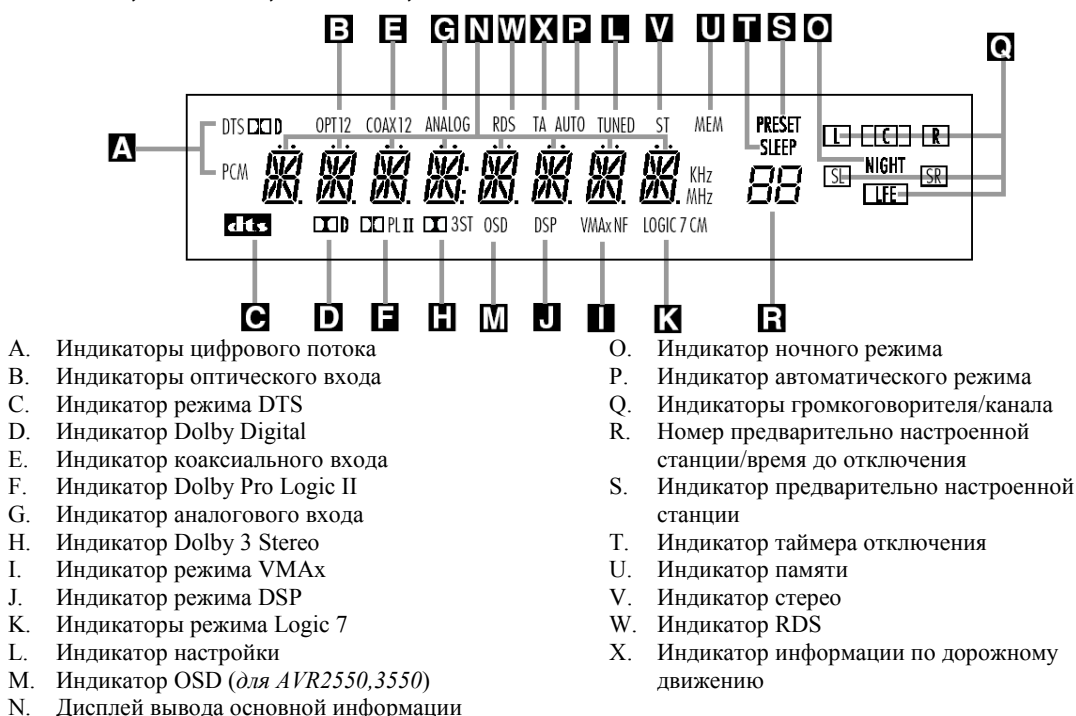 B E G N W X P L V U T S O Q
DTS DD D OPT12 COAX12 ANALOG RDS TA AUTO TUNED ST MEM PRESET L C R
A SLEEP
PCM KHz SL NIGHT SR
MHz 88 LFE
dts DD D DD PL II DD 3ST OSD DSP VMAx NF LOGIC 7 CM
C D F H M J I K R
A. Индикаторы цифрового потока
B. Индикаторы оптического входа
C. Индикатор режима DTS
D. Индикатор Dolby Digital
E. Индикатор коаксиального входа
F. Индикатор Dolby Pro Logic II
G. Индикатор аналогового входа
H. Индикатор Dolby 3 Stereo
I. Индикатор режима VMAx
J. Индикатор режима DSP
K. Индикаторы режима Logic 7
L. Индикатор настройки
M. Индикатор OSD (для AVR2550,3550)
N. Дисплей вывода основной информации
O. Индикатор ночного режима
P. Индикатор автоматического режима
Q. Индикаторы громкоговорителя/канала
R. Номер предварительно настроенной
станции/время до отключения
S. Индикатор предварительно настроенной
станции
T. Индикатор таймера отключения
U. Индикатор памяти
V. Индикатор стерео
W. Индикатор RDS
X. Индикатор информации по дорожному
движению